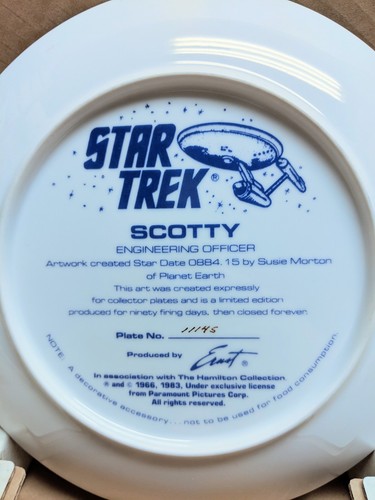 STAR
TREK®
SCOTTY
ENGINEERING OFFICER
Artwork created Star Date 0884.15 by Susie Morton
of Planet Earth
This art was created expressly
for collector plates and is a limited edition
produced for ninety firing days, then closed forever.
Plate No. 11145
Produced by Ernst ®
In association with The Hamilton Collection
® and © 1966, 1983, Under exclusive license
from Paramount Pictures Corp.
All rights reserved.
NOTE: A decorative accessory...not to be used for food consumption.